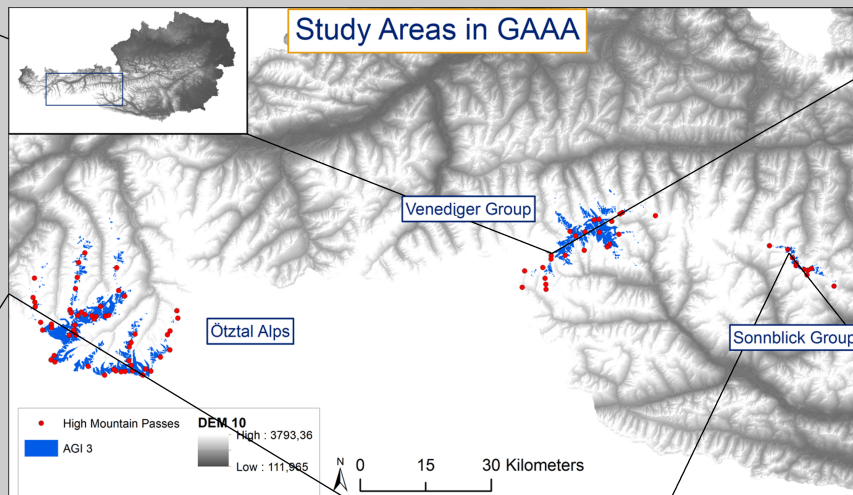 Study Areas in GAAA
Venediger Group
Ötztal Alps
Sonnblick Group
High Mountain Passes
AGI 3
DEM 10
High : 3793,36
Low : 111,965
N
0 15 30 Kilometers